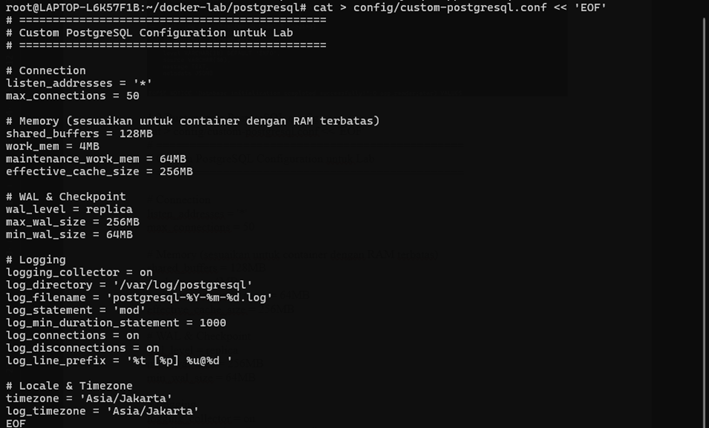 root@LAPTOP-L6K57F1B:~/docker-lab/postgresql# cat > config/custom-postgresql.conf << 'EOF'
# =============================================
# Custom PostgreSQL Configuration untuk Lab
# =============================================

# Connection
listen_addresses = '*'
max_connections = 50

# Memory (sesuaikan untuk container dengan RAM terbatas)
shared_buffers = 128MB
work_mem = 4MB
maintenance_work_mem = 64MB
effective_cache_size = 256MB

# WAL & Checkpoint
wal_level = replica
max_wal_size = 256MB
min_wal_size = 64MB

# Logging
logging_collector = on
log_directory = '/var/log/postgresql'
log_filename = 'postgresql-%Y-%m-%d.log'
log_statement = 'mod'
log_min_duration_statement = 1000
log_connections = on
log_disconnections = on
log_line_prefix = '%t [%p] %u@%d '

# Locale & Timezone
timezone = 'Asia/Jakarta'
log_timezone = 'Asia/Jakarta'
EOF